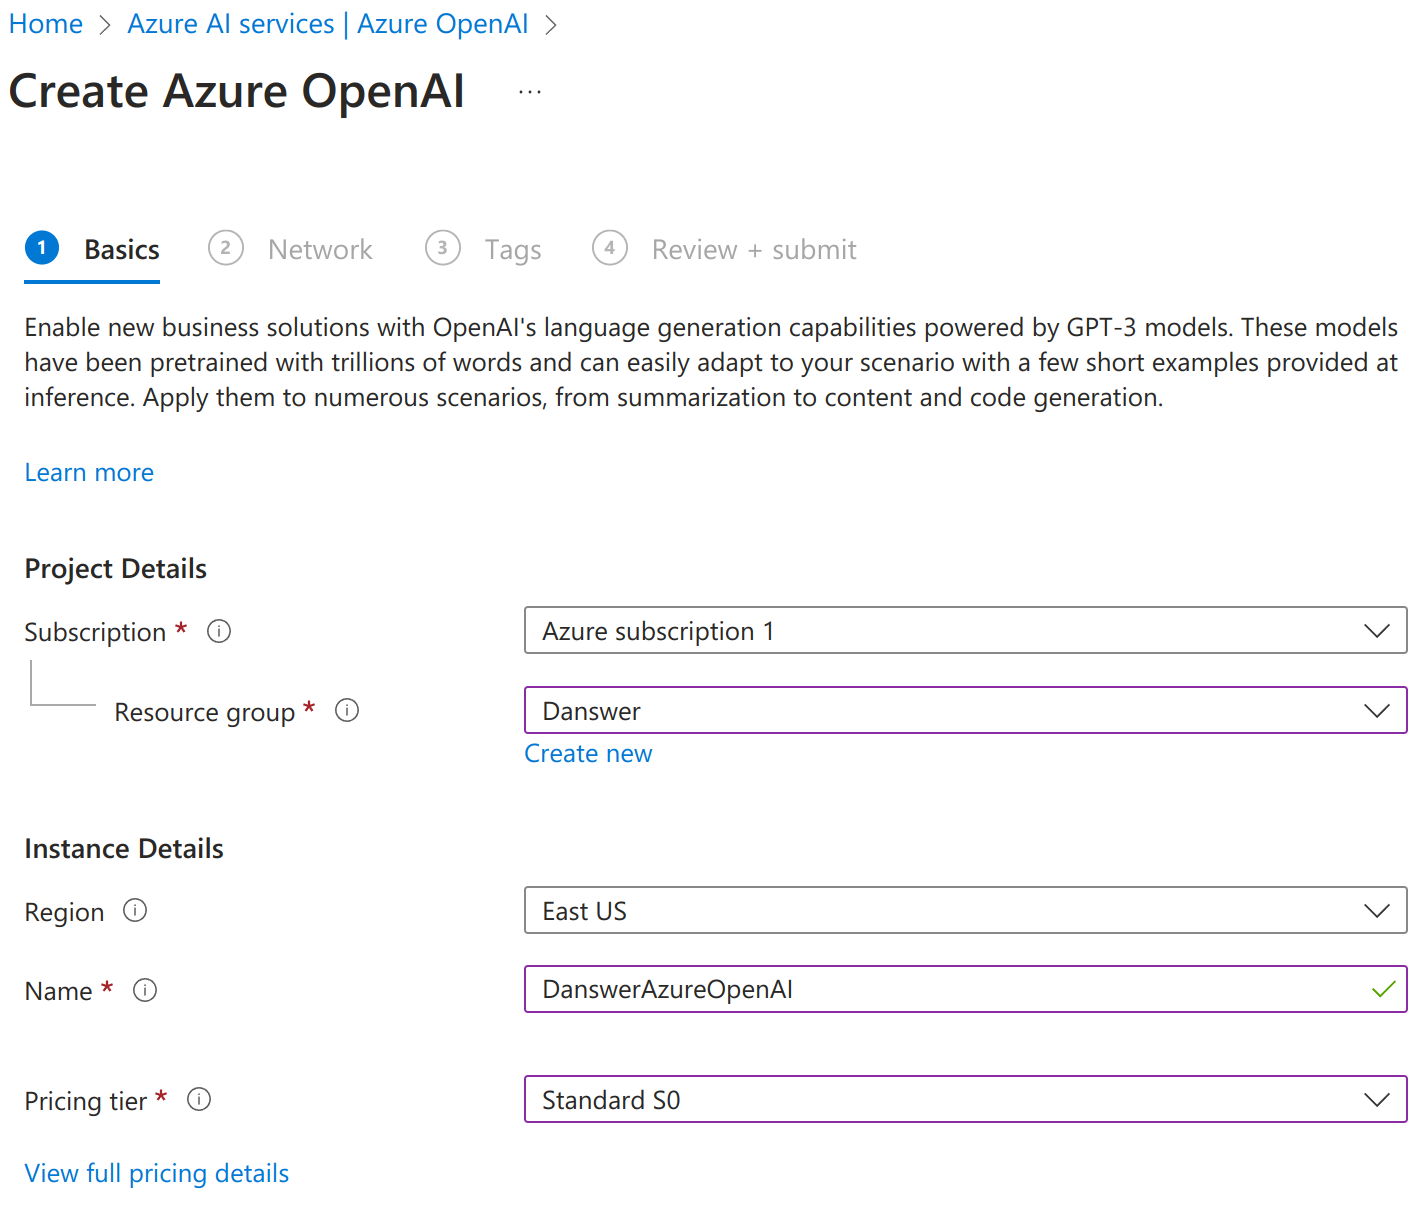 Home > Azure AI services | Azure OpenAI >
Create Azure OpenAI ...
1 Basics 2 Network 3 Tags 4 Review + submit
Enable new business solutions with OpenAI's language generation capabilities powered by GPT-3 models. These models
have been pretrained with trillions of words and can easily adapt to your scenario with a few short examples provided at
inference. Apply them to numerous scenarios, from summarization to content and code generation.
Learn more
Project Details
Subscription * Azure subscription 1
Resource group * Danswer
Create new
Instance Details
Region East US
Name * DanswerAzureOpenAI
Pricing tier * Standard S0
View full pricing details